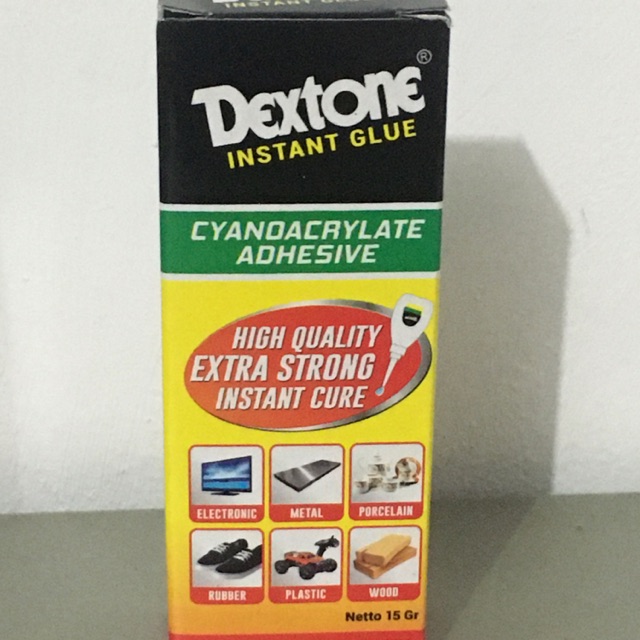 INSTANT GLUE
Dextone®
INSTANT GLUE
CYANOACRYLATE
ADHESIVE
HIGH QUALITY
EXTRA STRONG
INSTANT CURE
ELECTRONIC METAL PORCELAIN
RUBBER PLASTIC WOOD
Netto 15 Gr